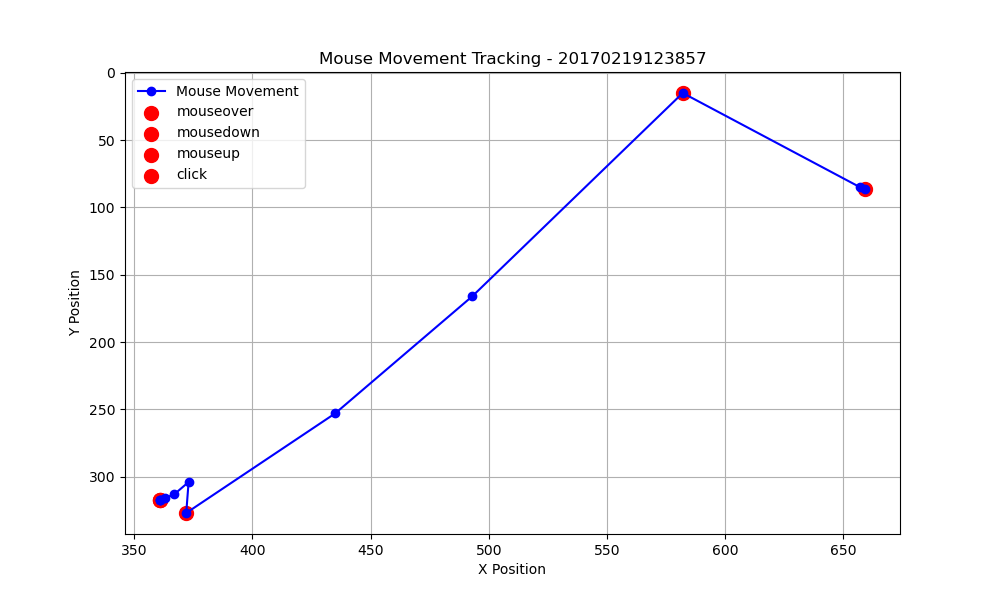 Mouse Movement Tracking - 20170219123857
Mouse Movement
mouseover
mousedown
mouseup
click
0
50
100
150
200
250
300
Y Position
350
400
450
500
550
600
650
X Position